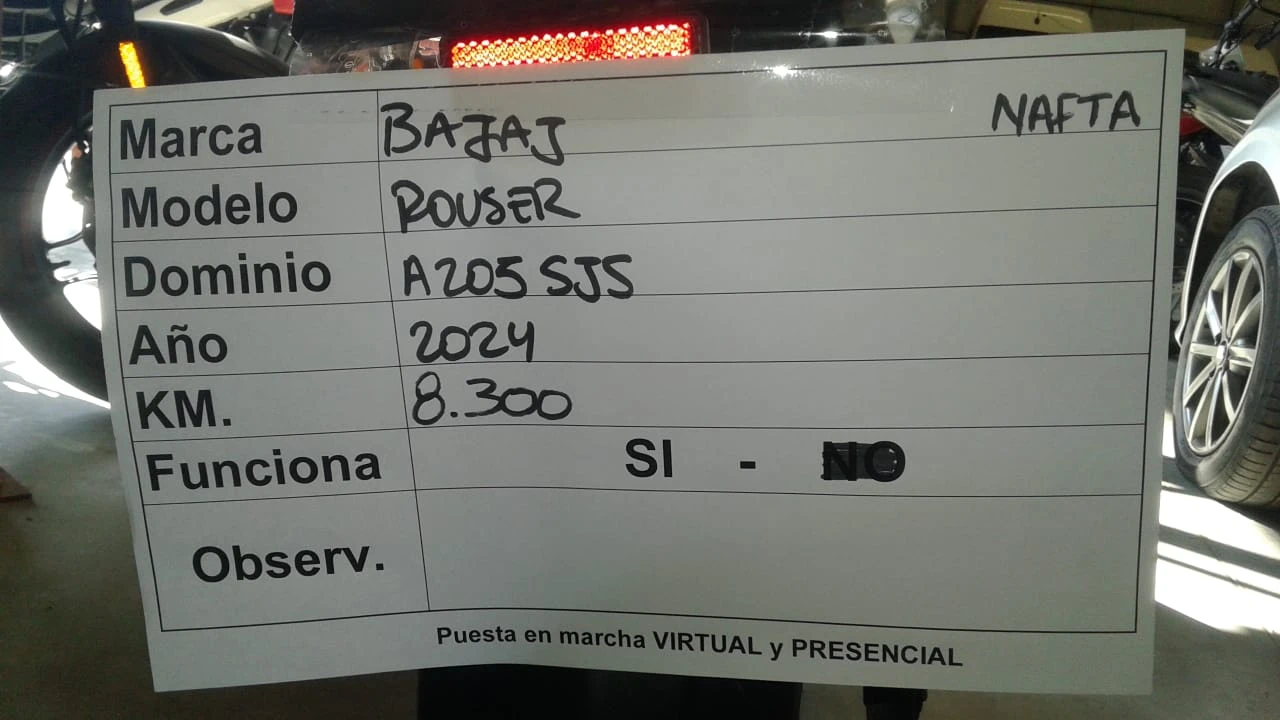 Marca BAJAJ NAFTA
Modelo ROUSER
Dominio A205SJS
Año 2024
KM. 8.300
Funciona SI - NO
Observ.
Puesta en marcha VIRTUAL y PRESENCIAL